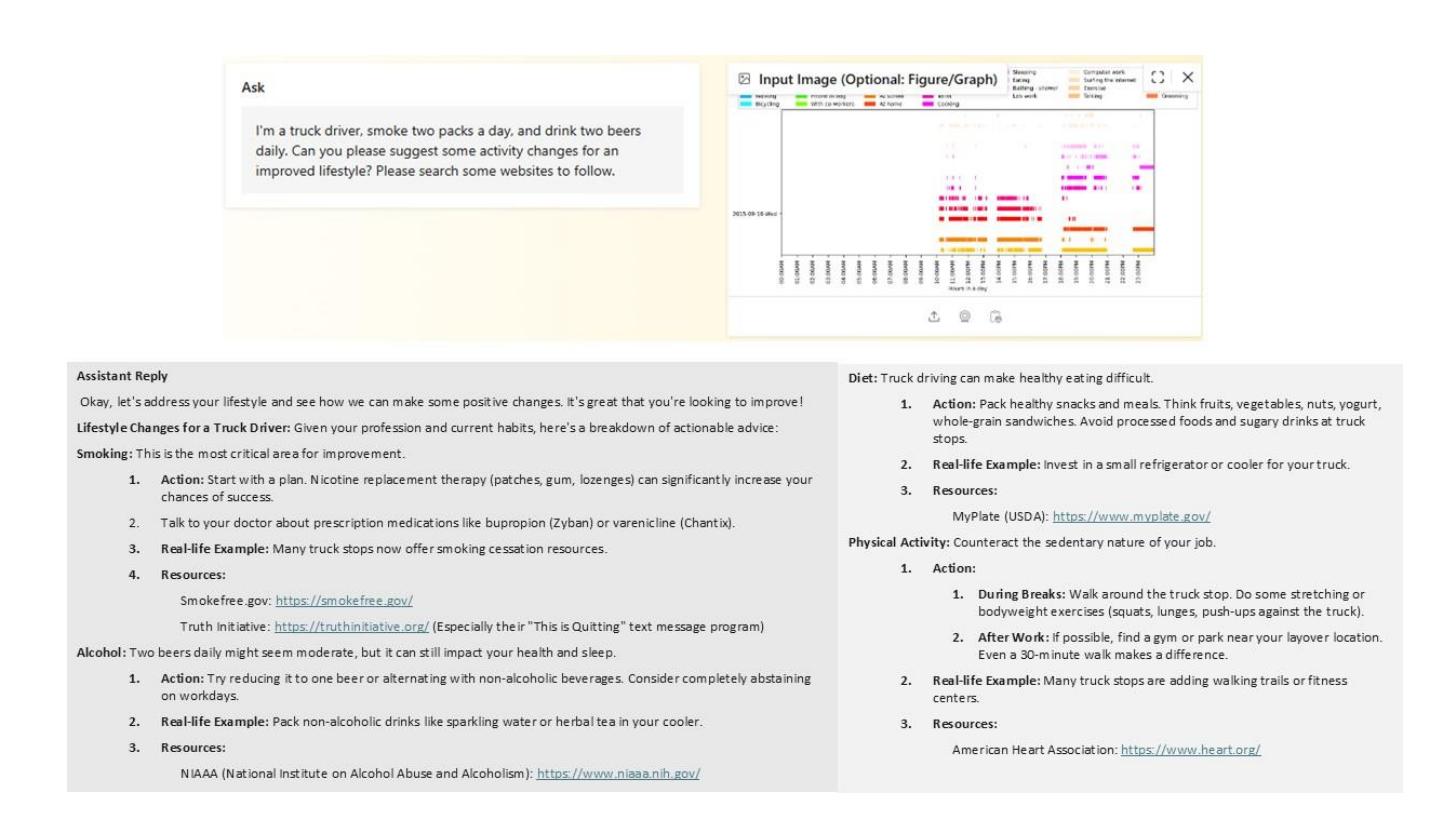 Ask
I'm a truck driver, smoke two packs a day, and drink two beers
daily. Can you please suggest some activity changes for an
improved lifestyle? Please search some websites to follow.
Input Image (Optional: Figure/Graph)
Sleeping
Eating
Bathing - shower
Lab work
Computer work
Surfing the internet
Exercise
Talking
Grooming
Bicycling
With co-workers
At home
Cooking
2015-09-16-Wed
Hours in a day
Assistant Reply
Okay, let's address your lifestyle and see how we can make some positive changes. It's great that you're looking to improve!
Lifestyle Changes for a Truck Driver: Given your profession and current habits, here's a breakdown of actionable advice:
Smoking: This is the most critical area for improvement.
1. Action: Start with a plan. Nicotine replacement therapy (patches, gum, lozenges) can significantly increase your
chances of success.
2. Talk to your doctor about prescription medications like bupropion (Zyban) or varenicline (Chantix).
3. Real-life Example: Many truck stops now offer smoking cessation resources.
4. Resources:
Smokefree.gov: https://smokefree.gov/
Truth Initiative: https://truthinitiative.org/ (Especially their "This is Quitting" text message program)
Alcohol: Two beers daily might seem moderate, but it can still impact your health and sleep.
1. Action: Try reducing it to one beer or alternating with non-alcoholic beverages. Consider completely abstaining
on workdays.
2. Real-life Example: Pack non-alcoholic drinks like sparkling water or herbal tea in your cooler.
3. Resources:
NIAAA (National Institute on Alcohol Abuse and Alcoholism): https://www.niaaa.nih.gov/
Diet: Truck driving can make healthy eating difficult.
1. Action: Pack healthy snacks and meals. Think fruits, vegetables, nuts, yogurt,
whole-grain sandwiches. Avoid processed foods and sugary drinks at truck
stops.
2. Real-life Example: Invest in a small refrigerator or cooler for your truck.
3. Resources:
MyPlate (USDA): https://www.myplate.gov/
Physical Activity: Counteract the sedentary nature of your job.
1. Action:
1. During Breaks: Walk around the truck stop. Do some stretching or
bodyweight exercises (squats, lunges, push-ups against the truck).
2. After Work: If possible, find a gym or park near your layover location.
Even a 30-minute walk makes a difference.
2. Real-life Example: Many truck stops are adding walking trails or fitness
centers.
3. Resources:
American Heart Association: https://www.heart.org/